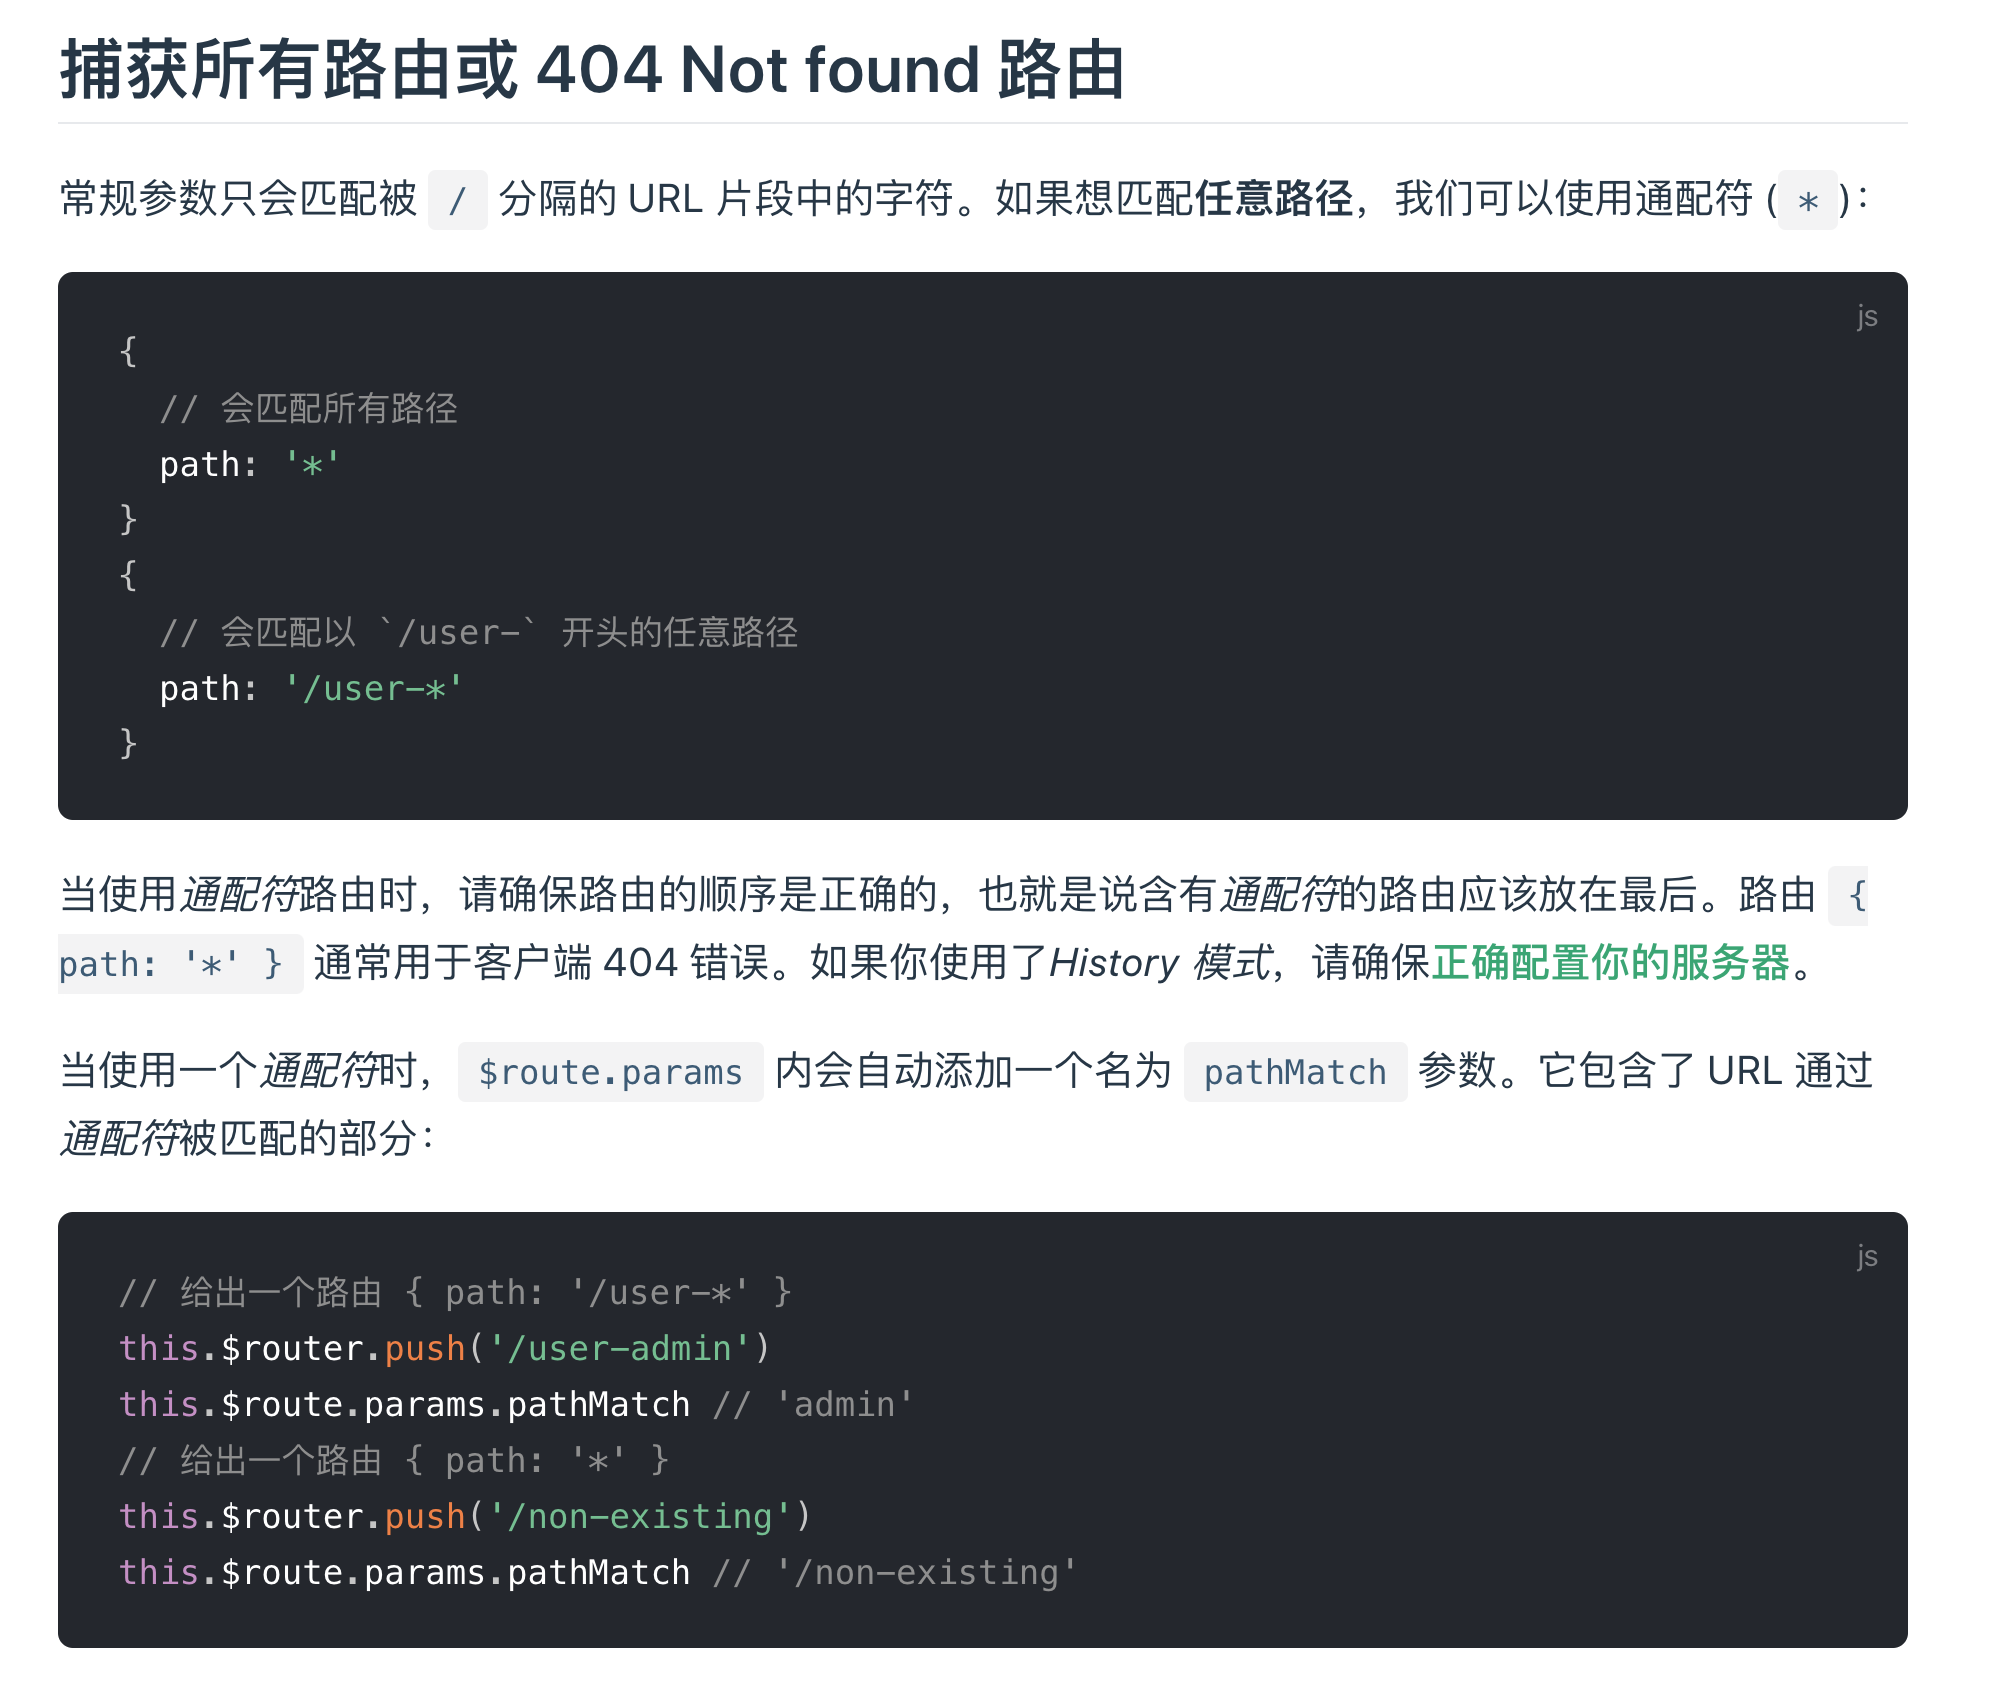 捕获所有路由或 404 Not found 路由
常规参数只会匹配被 / 分隔的 URL 片段中的字符。如果想匹配任意路径，我们可以使用通配符 (*)：
js
{
  // 会匹配所有路径
  path: '*'
}
{
  // 会匹配以 `/user-` 开头的任意路径
  path: '/user-*'
}
当使用通配符路由时，请确保路由的顺序是正确的，也就是说含有通配符的路由应该放在最后。路由 {
path: '*' } 通常用于客户端 404 错误。如果你使用了History 模式，请确保正确配置你的服务器。
当使用一个通配符时，$route.params 内会自动添加一个名为 pathMatch 参数。它包含了 URL 通过
通配符被匹配的部分：
js
// 给出一个路由 { path: '/user-*' }
this.$router.push('/user-admin')
this.$route.params.pathMatch // 'admin'
// 给出一个路由 { path: '*' }
this.$router.push('/non-existing')
this.$route.params.pathMatch // '/non-existing'